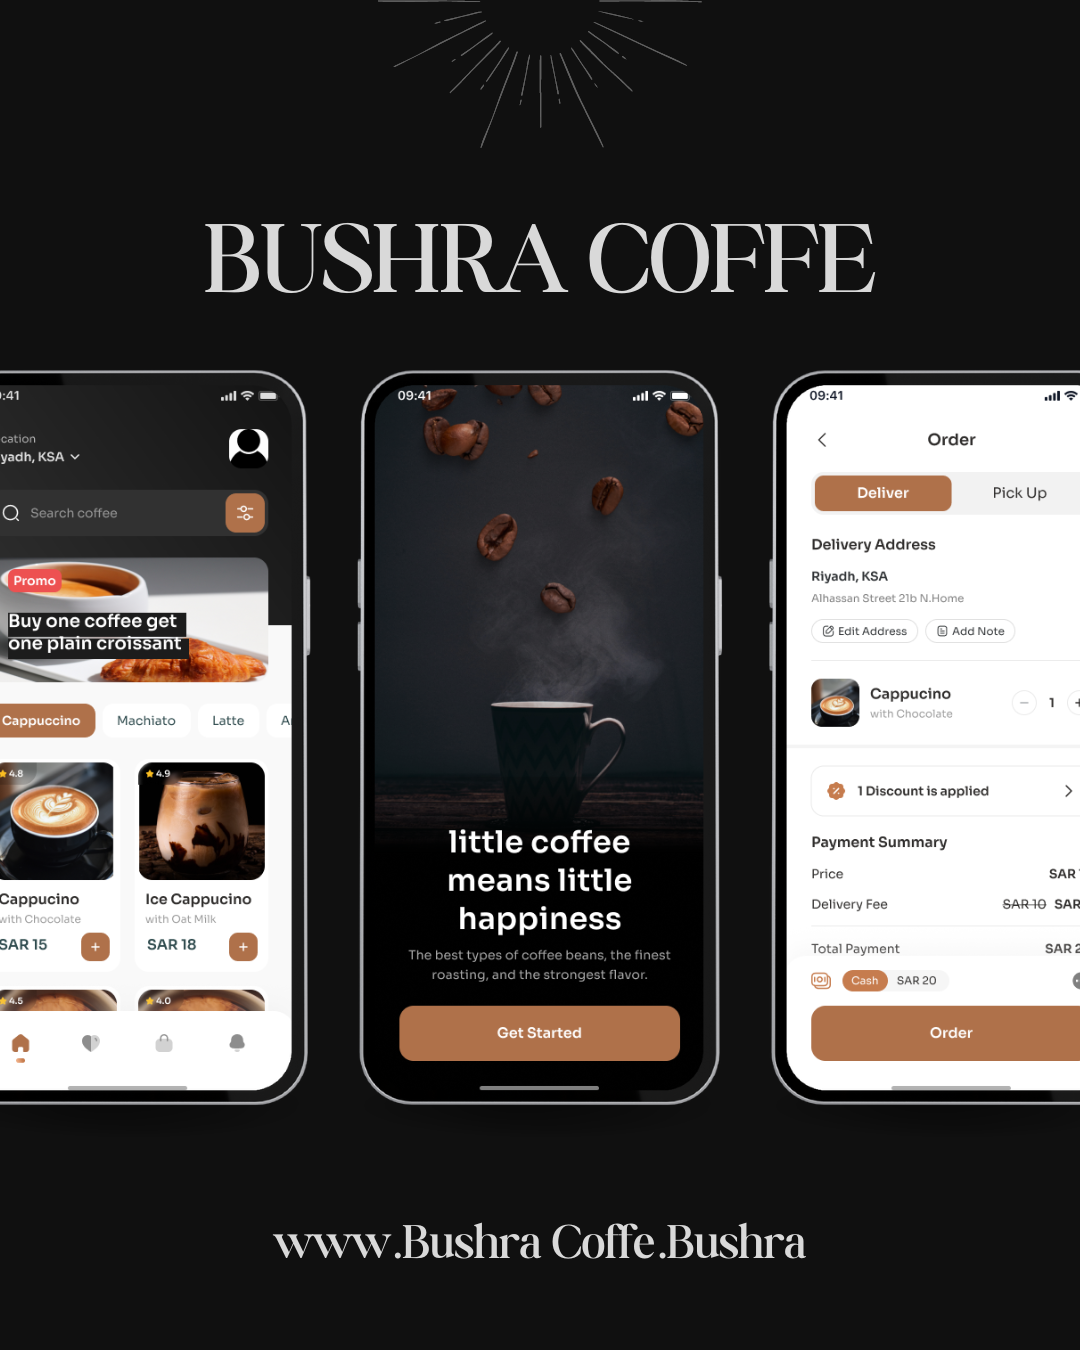 BUSHRA COFFE
9:41
cation
yadh, KSA
Search coffee
Promo
Buy one coffee get
one plain croissant
Cappuccino
Machiato
Latte
4.8
4.9
Cappucino
with Chocolate
SAR 15
+
Ice Cappucino
with Oat Milk
SAR 18
+
4.5
4.0
09:41
little coffee
means little
happiness
The best types of coffee beans, the finest
roasting, and the strongest flavor.
Get Started
09:41
Order
Deliver
Pick Up
Delivery Address
Riyadh, KSA
Alhassan Street 21b N.Home
Edit Address
Add Note
Cappucino
with Chocolate
1
1 Discount is applied
Payment Summary
Price SAR
Delivery Fee SAR 10 SAR
Total Payment SAR 2
Cash SAR 20
Order
www.Bushra Coffe.Bushra